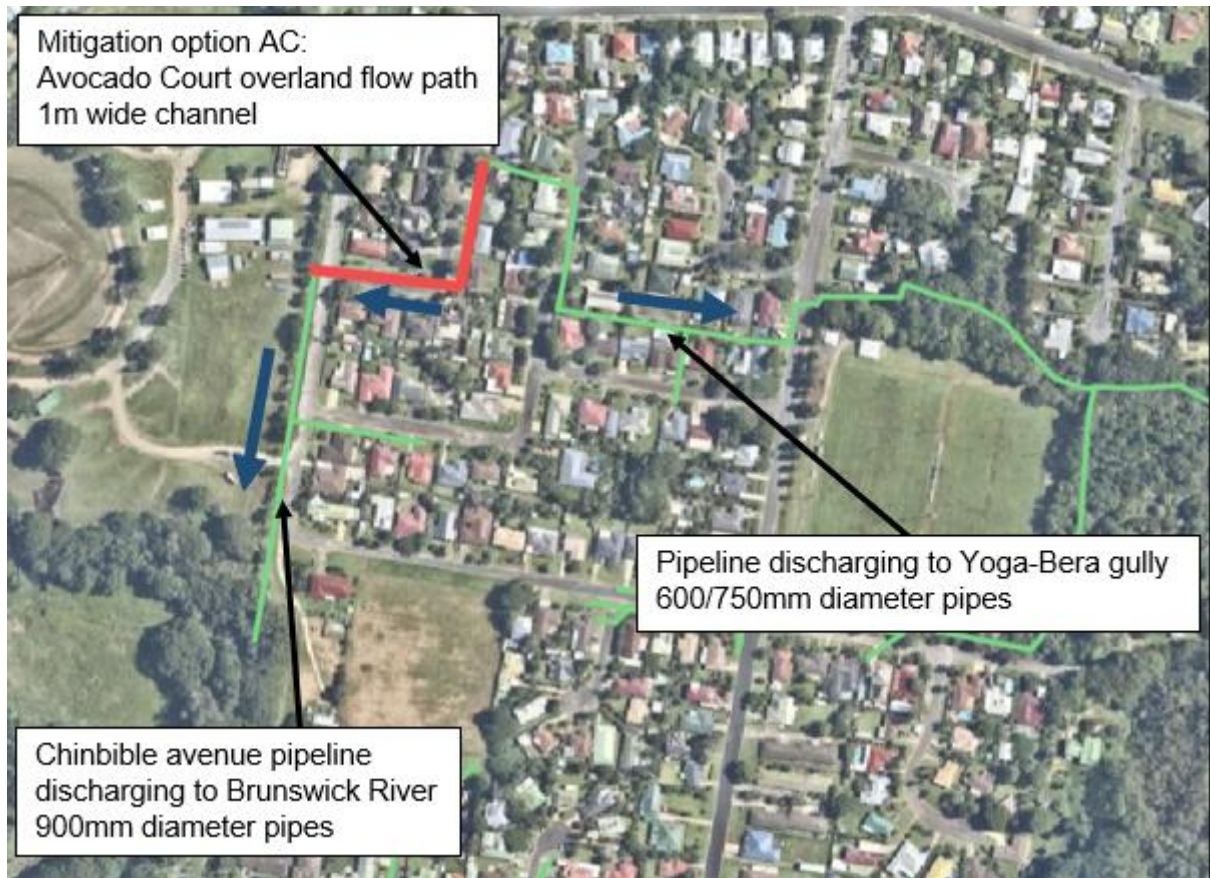 Mitigation option AC:
Avocado Court overland flow path
1m wide channel
Pipeline discharging to Yoga-Bera gully
600/750mm diameter pipes
Chinbible avenue pipeline
discharging to Brunswick River
900mm diameter pipes